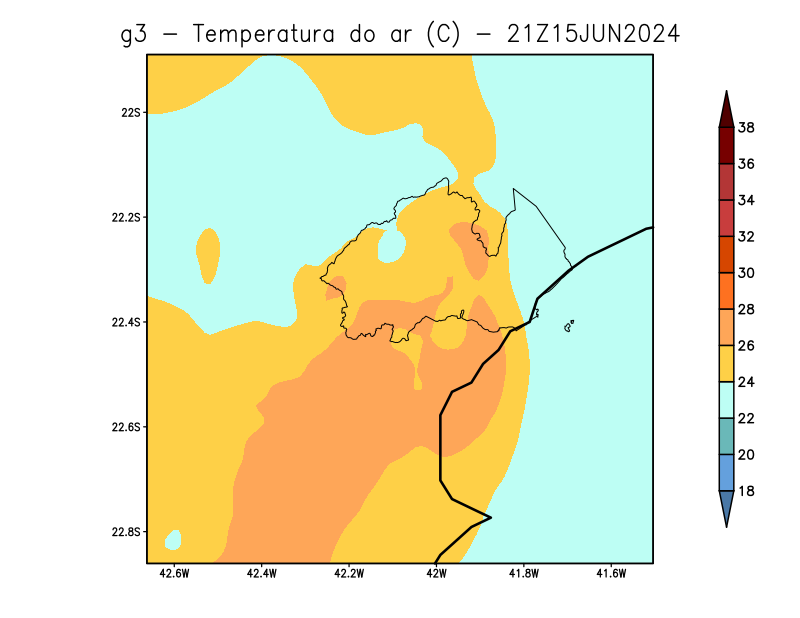 g3 - Temperatura do ar (C) - 21Z15JUN2024
22S
22.2S
22.4S
22.6S
22.8S
42.6W
42.4W
42.2W
42W
41.8W
41.6W
38
36
34
32
30
28
26
24
22
20
18